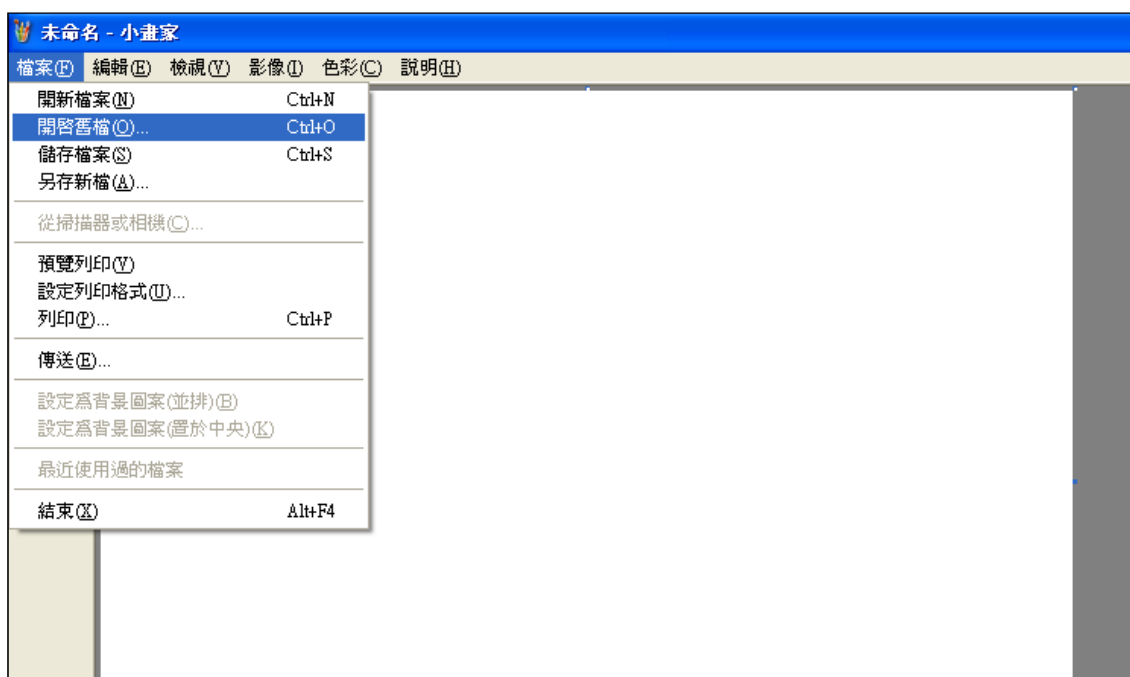 未命名 - 小畫家
檔案(F) 編輯(E) 檢視(V) 影像(I) 色彩(C) 說明(H)
開新檔案(N) Ctrl+N
開啓舊檔(O)... Ctrl+O
儲存檔案(S) Ctrl+S
另存新檔(A)...
從掃描器或相機(C)...
預覽列印(V)
設定列印格式(U)...
列印(P)... Ctrl+P
傳送(E)...
設定爲背景圖案(並排)(B)
設定爲背景圖案(置於中央)(K)
最近使用過的檔案
結束(X) Alt+F4